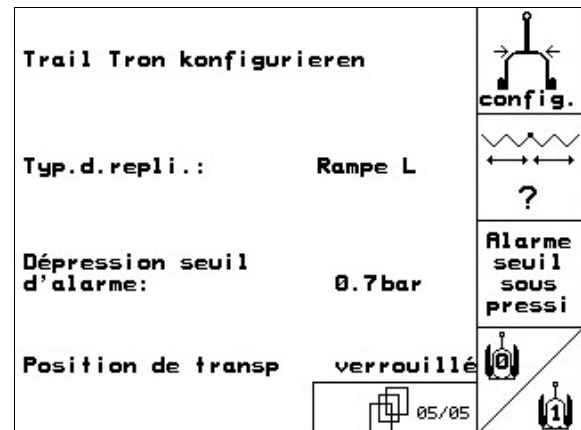 Trail Tron konfigurieren
config.
Typ.d.repli.: Rampe L
?
Dépression seuil
d'alarme: 0.7bar
Alarme
seuil
sous
pressi
Position de transp verrouillé
0
1
05/05